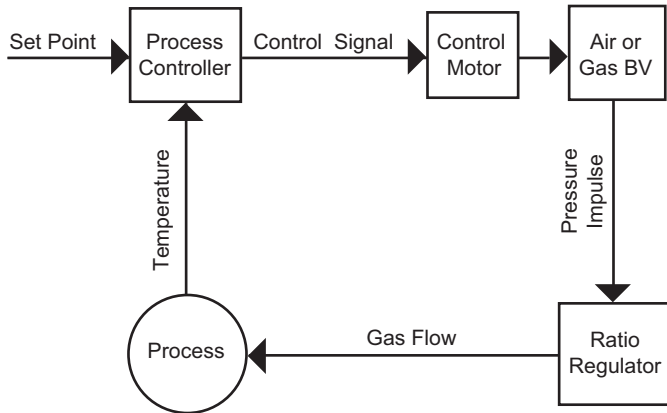 Set Point
Process
Controller
Control Signal
Control
Motor
Air or
Gas BV
Temperature
Pressure
Impulse
Process
Gas Flow
Ratio
Regulator